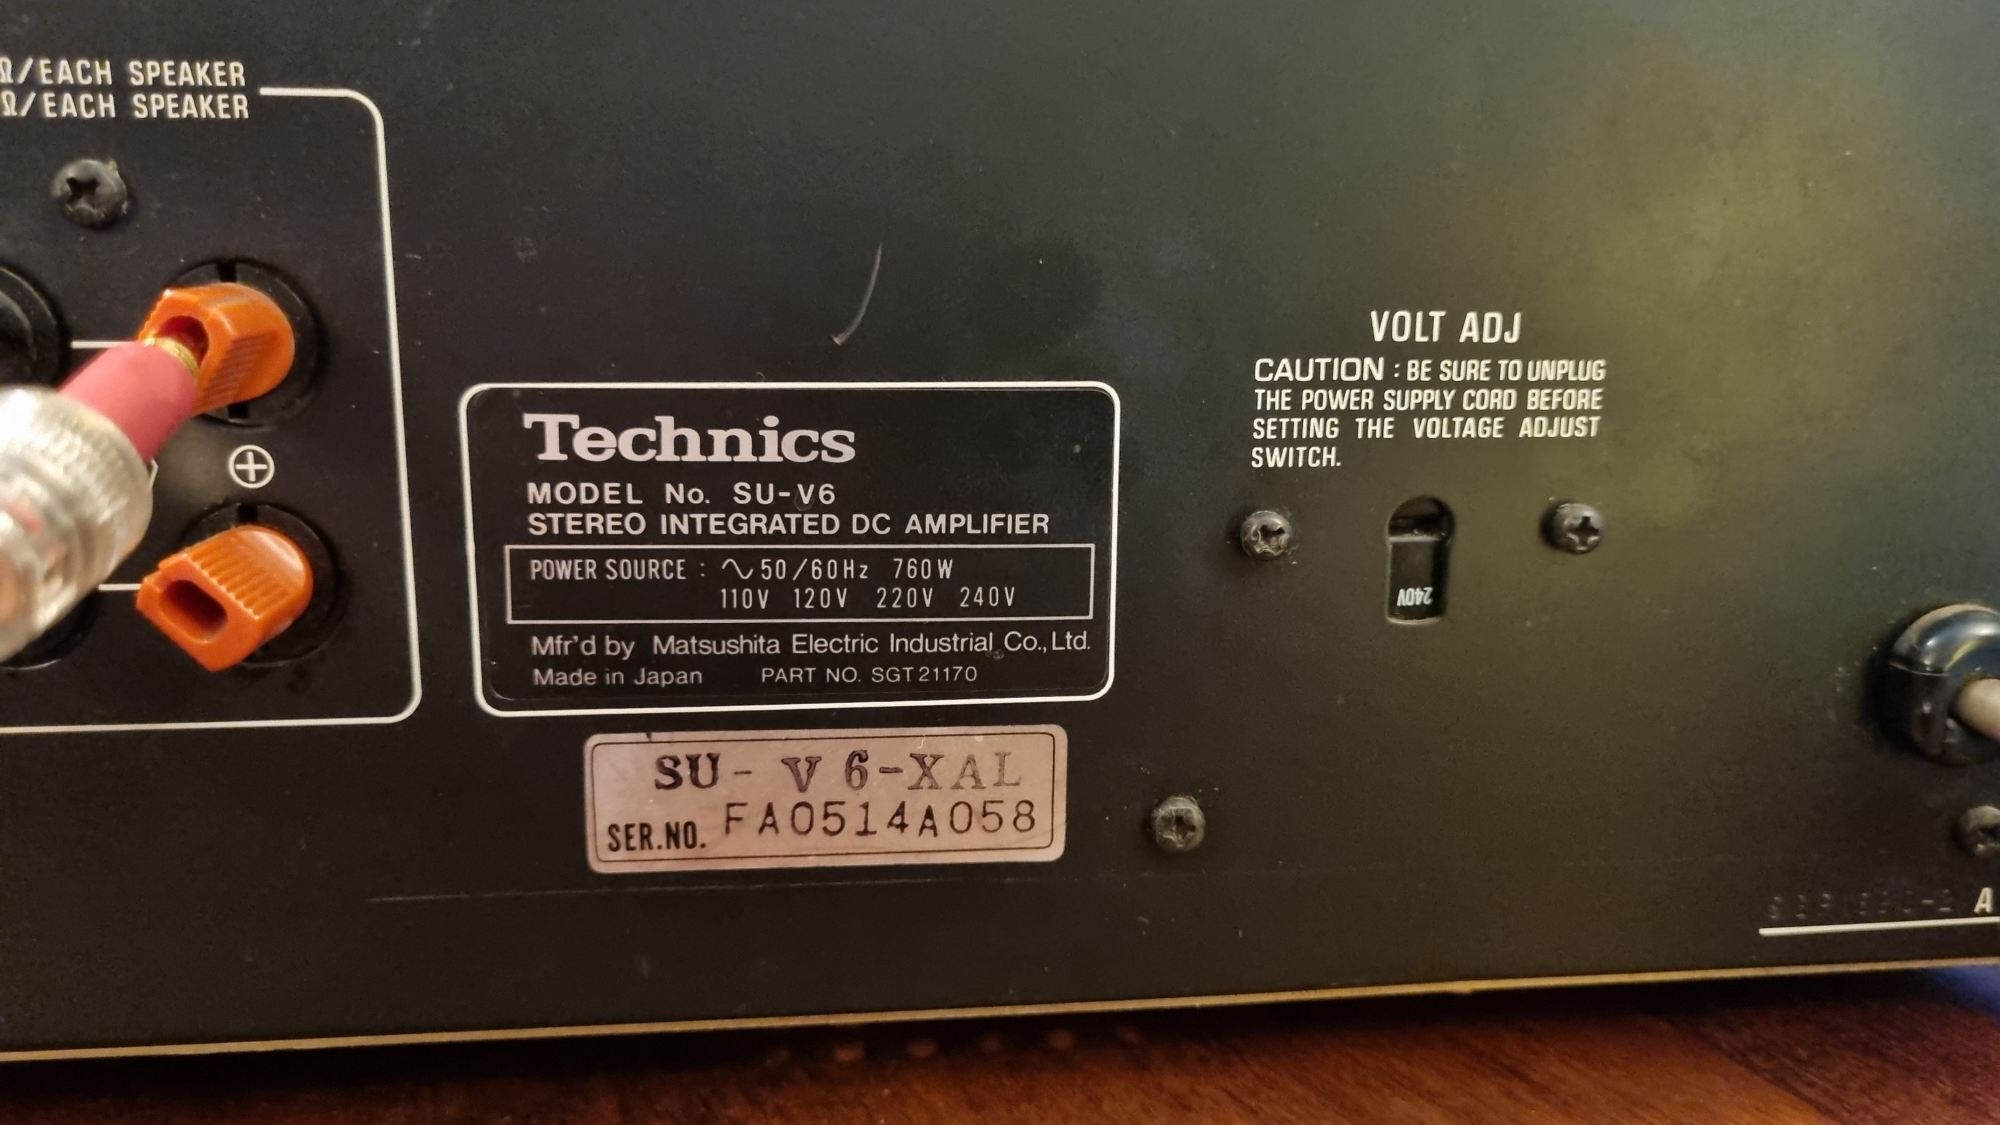 Ω/EACH SPEAKER
Ω/EACH SPEAKER
Technics
MODEL No. SU-V6
STEREO INTEGRATED DC AMPLIFIER
POWER SOURCE : ∿50/60Hz 760W
110V 120V 220V 240V
Mfr'd by Matsushita Electric Industrial Co., Ltd.
Made in Japan PART NO. SGT21170
SU-V6-XAL
SER.NO. FA0514A058
VOLT ADJ
CAUTION : BE SURE TO UNPLUG
THE POWER SUPPLY CORD BEFORE
SETTING THE VOLTAGE ADJUST
SWITCH.
240V
A